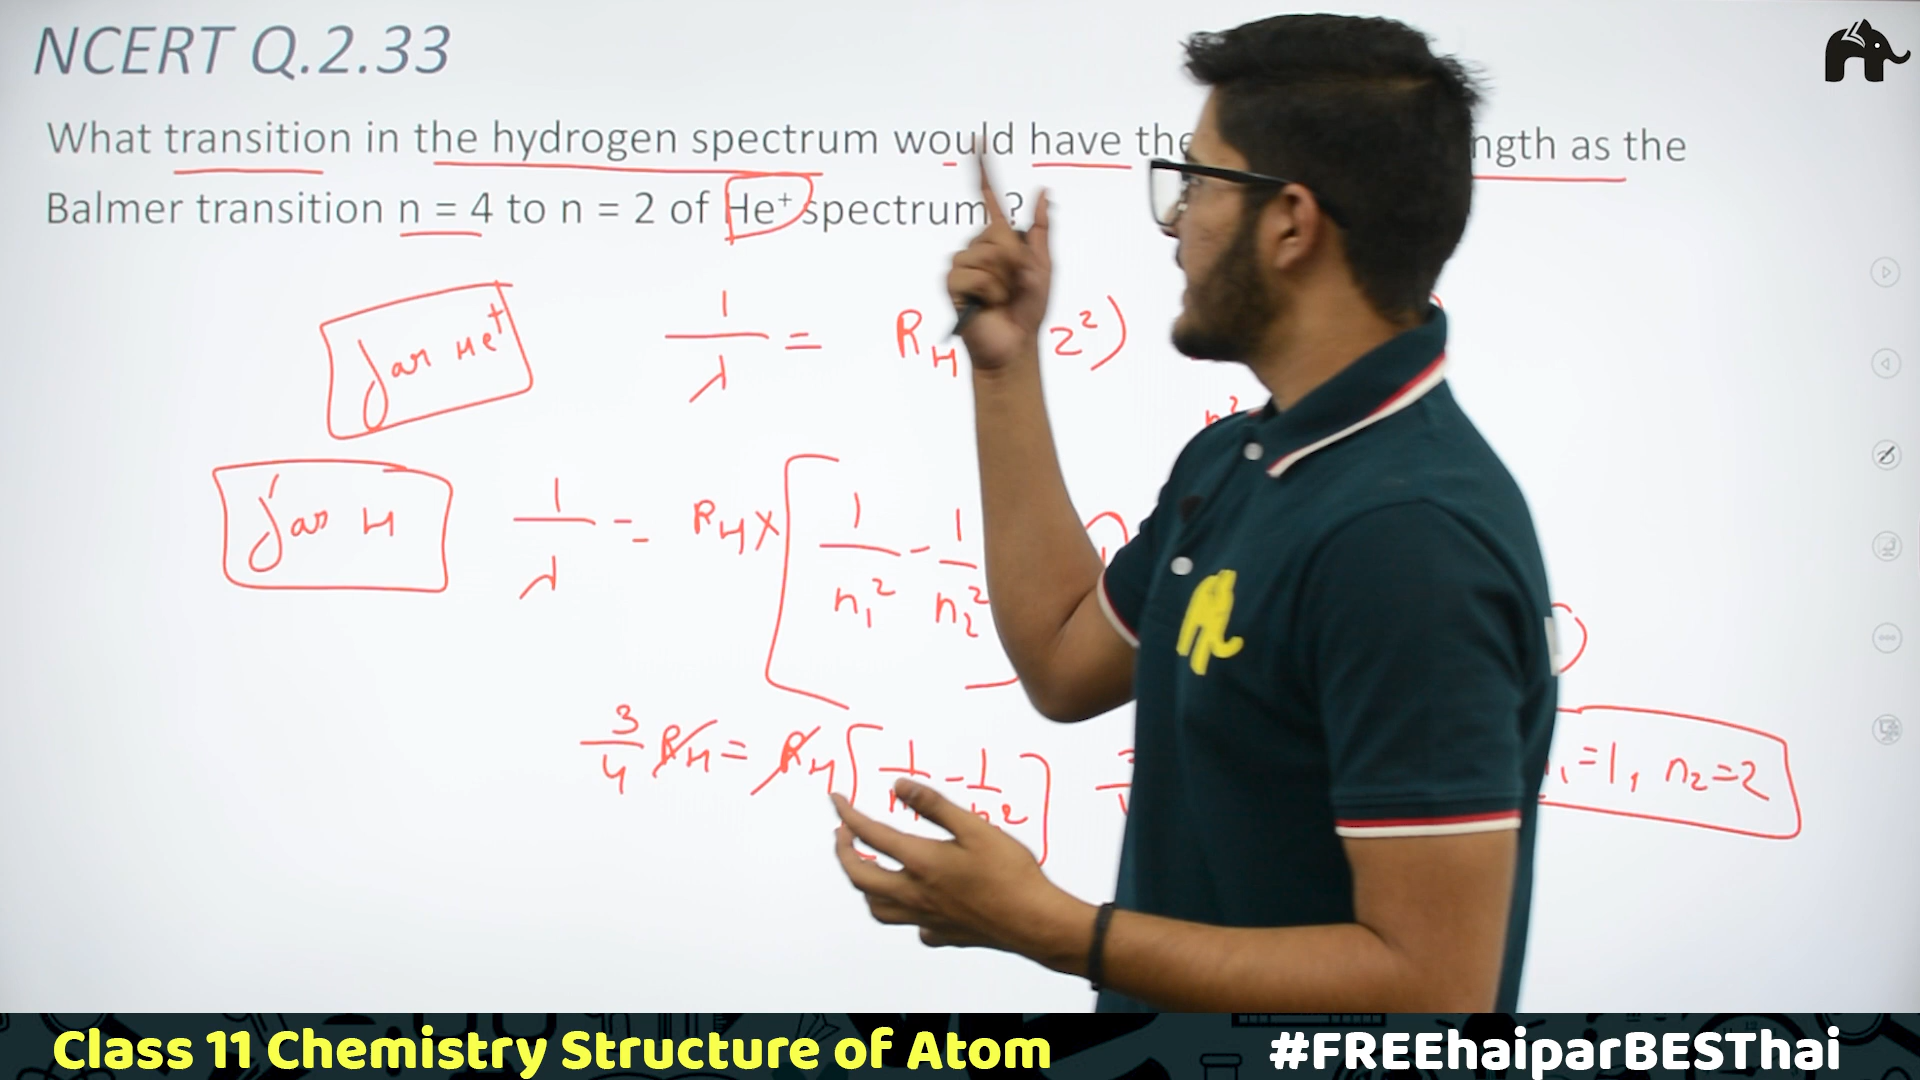 NCERT Q.2.33
What transition in the hydrogen spectrum would have the ngth as the
Balmer transition n = 4 to n = 2 of He⁺ spectrum ?
for He⁺ 1/λ = R_H z²)
n²
for H 1/λ = R_H × [1/n₁² - 1/n₂²
3/4 R_H = R_H [1/n₁ - 1/n₂²]
=1, n₂=2
Class 11 Chemistry Structure of Atom #FREEhaiparBESThai